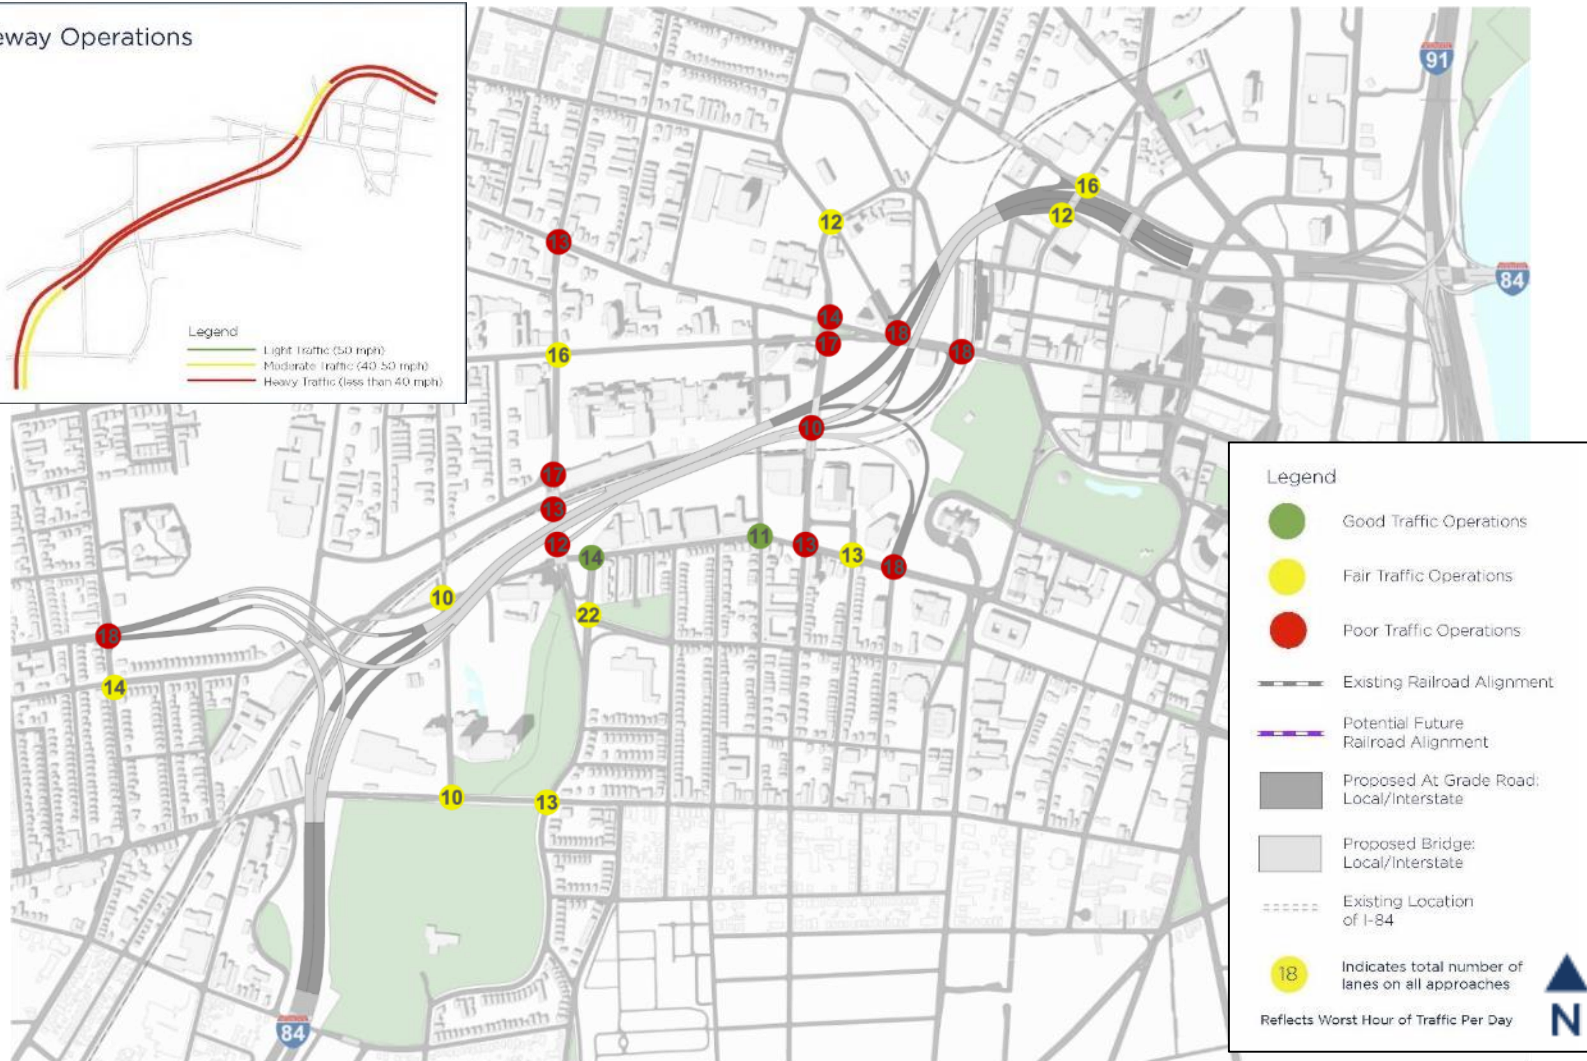 eway Operations
Legend
Light Traffic (50 mph)
Moderate Traffic (40-50 mph)
Heavy Traffic (less than 40 mph)
91
16
12
12
13
84
14
18
17
18
16
10
17
13
12
14
11
13
13
18
10
22
18
14
10
13
84
Legend
Good Traffic Operations
Fair Traffic Operations
Poor Traffic Operations
Existing Railroad Alignment
Potential Future
Railroad Alignment
Proposed At Grade Road:
Local/Interstate
Proposed Bridge:
Local/Interstate
Existing Location
of I-84
18
Indicates total number of
lanes on all approaches
Reflects Worst Hour of Traffic Per Day
N